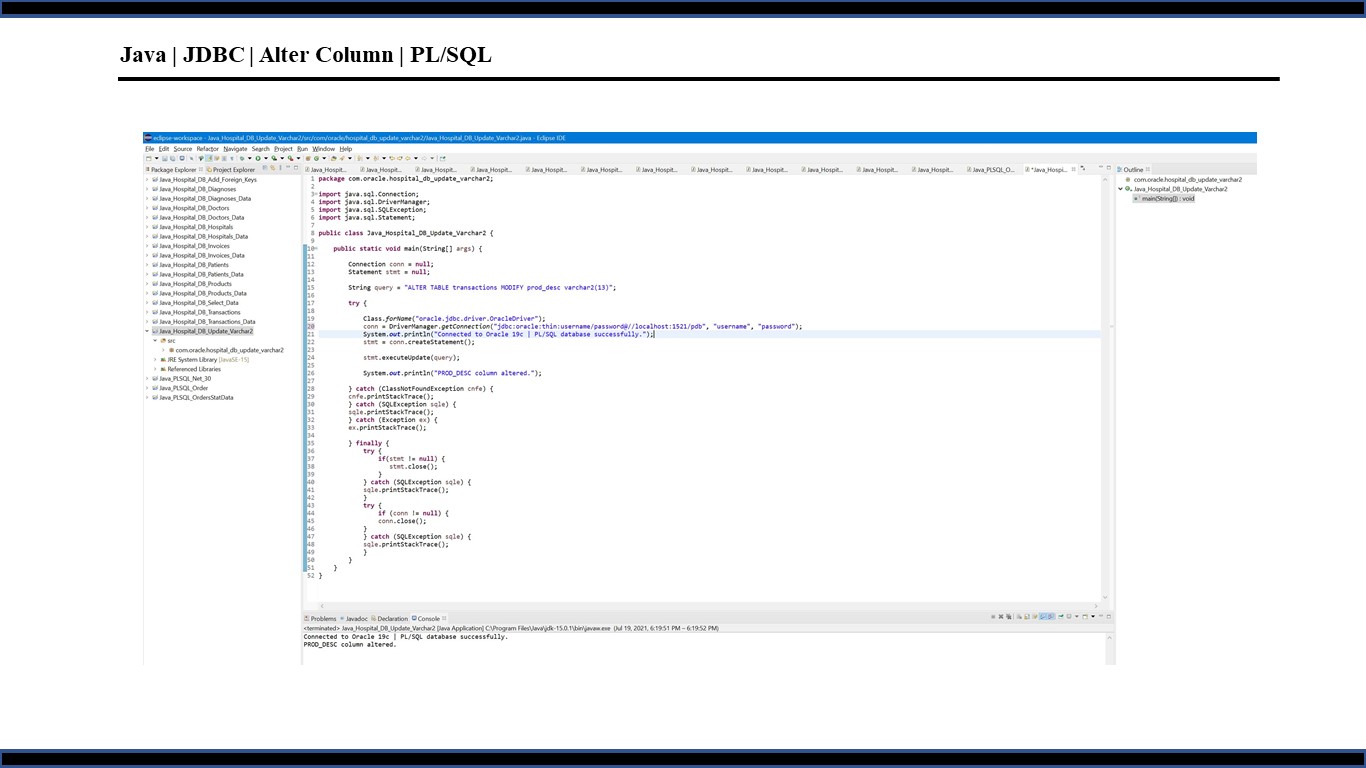 Java | JDBC | Alter Column | PL/SQL
eclipse-workspace - Java_Hospital_DB_Update_Varchar2/src/com/oracle/hospital_db_update_varchar2/Java_Hospital_DB_Update_Varchar2.java - Eclipse IDE
File Edit Source Refactor Navigate Search Project Run Window Help
Package Explorer Project Explorer
Java_Hospital_DB_Add_Foreign_Keys
Java_Hospital_DB_Diagnoses
Java_Hospital_DB_Diagnoses_Data
Java_Hospital_DB_Doctors
Java_Hospital_DB_Doctors_Data
Java_Hospital_DB_Hospitals
Java_Hospital_DB_Hospitals_Data
Java_Hospital_DB_Invoices
Java_Hospital_DB_Invoices_Data
Java_Hospital_DB_Patients
Java_Hospital_DB_Patients_Data
Java_Hospital_DB_Products
Java_Hospital_DB_Products_Data
Java_Hospital_DB_Select_Data
Java_Hospital_DB_Transactions
Java_Hospital_DB_Transactions_Data
Java_Hospital_DB_Update_Varchar2
src
com.oracle.hospital_db_update_varchar2
JRE System Library [JavaSE-15]
Referenced Libraries
Java_PLSQL_Net_30
Java_PLSQL_Order
Java_PLSQL_OrdersStatData
Java_Hospit... Java_Hospit... Java_Hospit... Java_Hospit... Java_Hospit... Java_Hospit... Java_Hospit... Java_Hospit... Java_Hospit... Java_Hospit... Java_Hospit... Java_Hospit... Java_PLSQL_O... *Java_Hospi...
1 package com.oracle.hospital_db_update_varchar2;
2
3 import java.sql.Connection;
4 import java.sql.DriverManager;
5 import java.sql.SQLException;
6 import java.sql.Statement;
7
8 public class Java_Hospital_DB_Update_Varchar2 {
9
10 public static void main(String[] args) {
11
12 Connection conn = null;
13 Statement stmt = null;
14
15 String query = "ALTER TABLE transactions MODIFY prod_desc varchar2(13)";
16
17 try {
18
19 Class.forName("oracle.jdbc.driver.OracleDriver");
20 conn = DriverManager.getConnection("jdbc:oracle:thin:username/password@//localhost:1521/pdb", "username", "password");
21 System.out.println("Connected to Oracle 19c | PL/SQL database successfully.");
22 stmt = conn.createStatement();
23
24 stmt.executeUpdate(query);
25
26 System.out.println("PROD_DESC column altered.");
27
28 } catch (ClassNotFoundException cnfe) {
29 cnfe.printStackTrace();
30 } catch (SQLException sqle) {
31 sqle.printStackTrace();
32 } catch (Exception ex) {
33 ex.printStackTrace();
34
35 } finally {
36 try {
37 if(stmt != null) {
38 stmt.close();
39 }
40 } catch (SQLException sqle) {
41 sqle.printStackTrace();
42 }
43 try {
44 if (conn != null) {
45 conn.close();
46 }
47 } catch (SQLException sqle) {
48 sqle.printStackTrace();
49 }
50 }
51 }
52 }
Outline
com.oracle.hospital_db_update_varchar2
Java_Hospital_DB_Update_Varchar2
main(String[]) : void
Problems Javadoc Declaration Console
<terminated> Java_Hospital_DB_Update_Varchar2 [Java Application] C:\Program Files\Java\jdk-15.0.1\bin\javaw.exe (Jul 19, 2021, 6:19:51 PM – 6:19:52 PM)
Connected to Oracle 19c | PL/SQL database successfully.
PROD_DESC column altered.